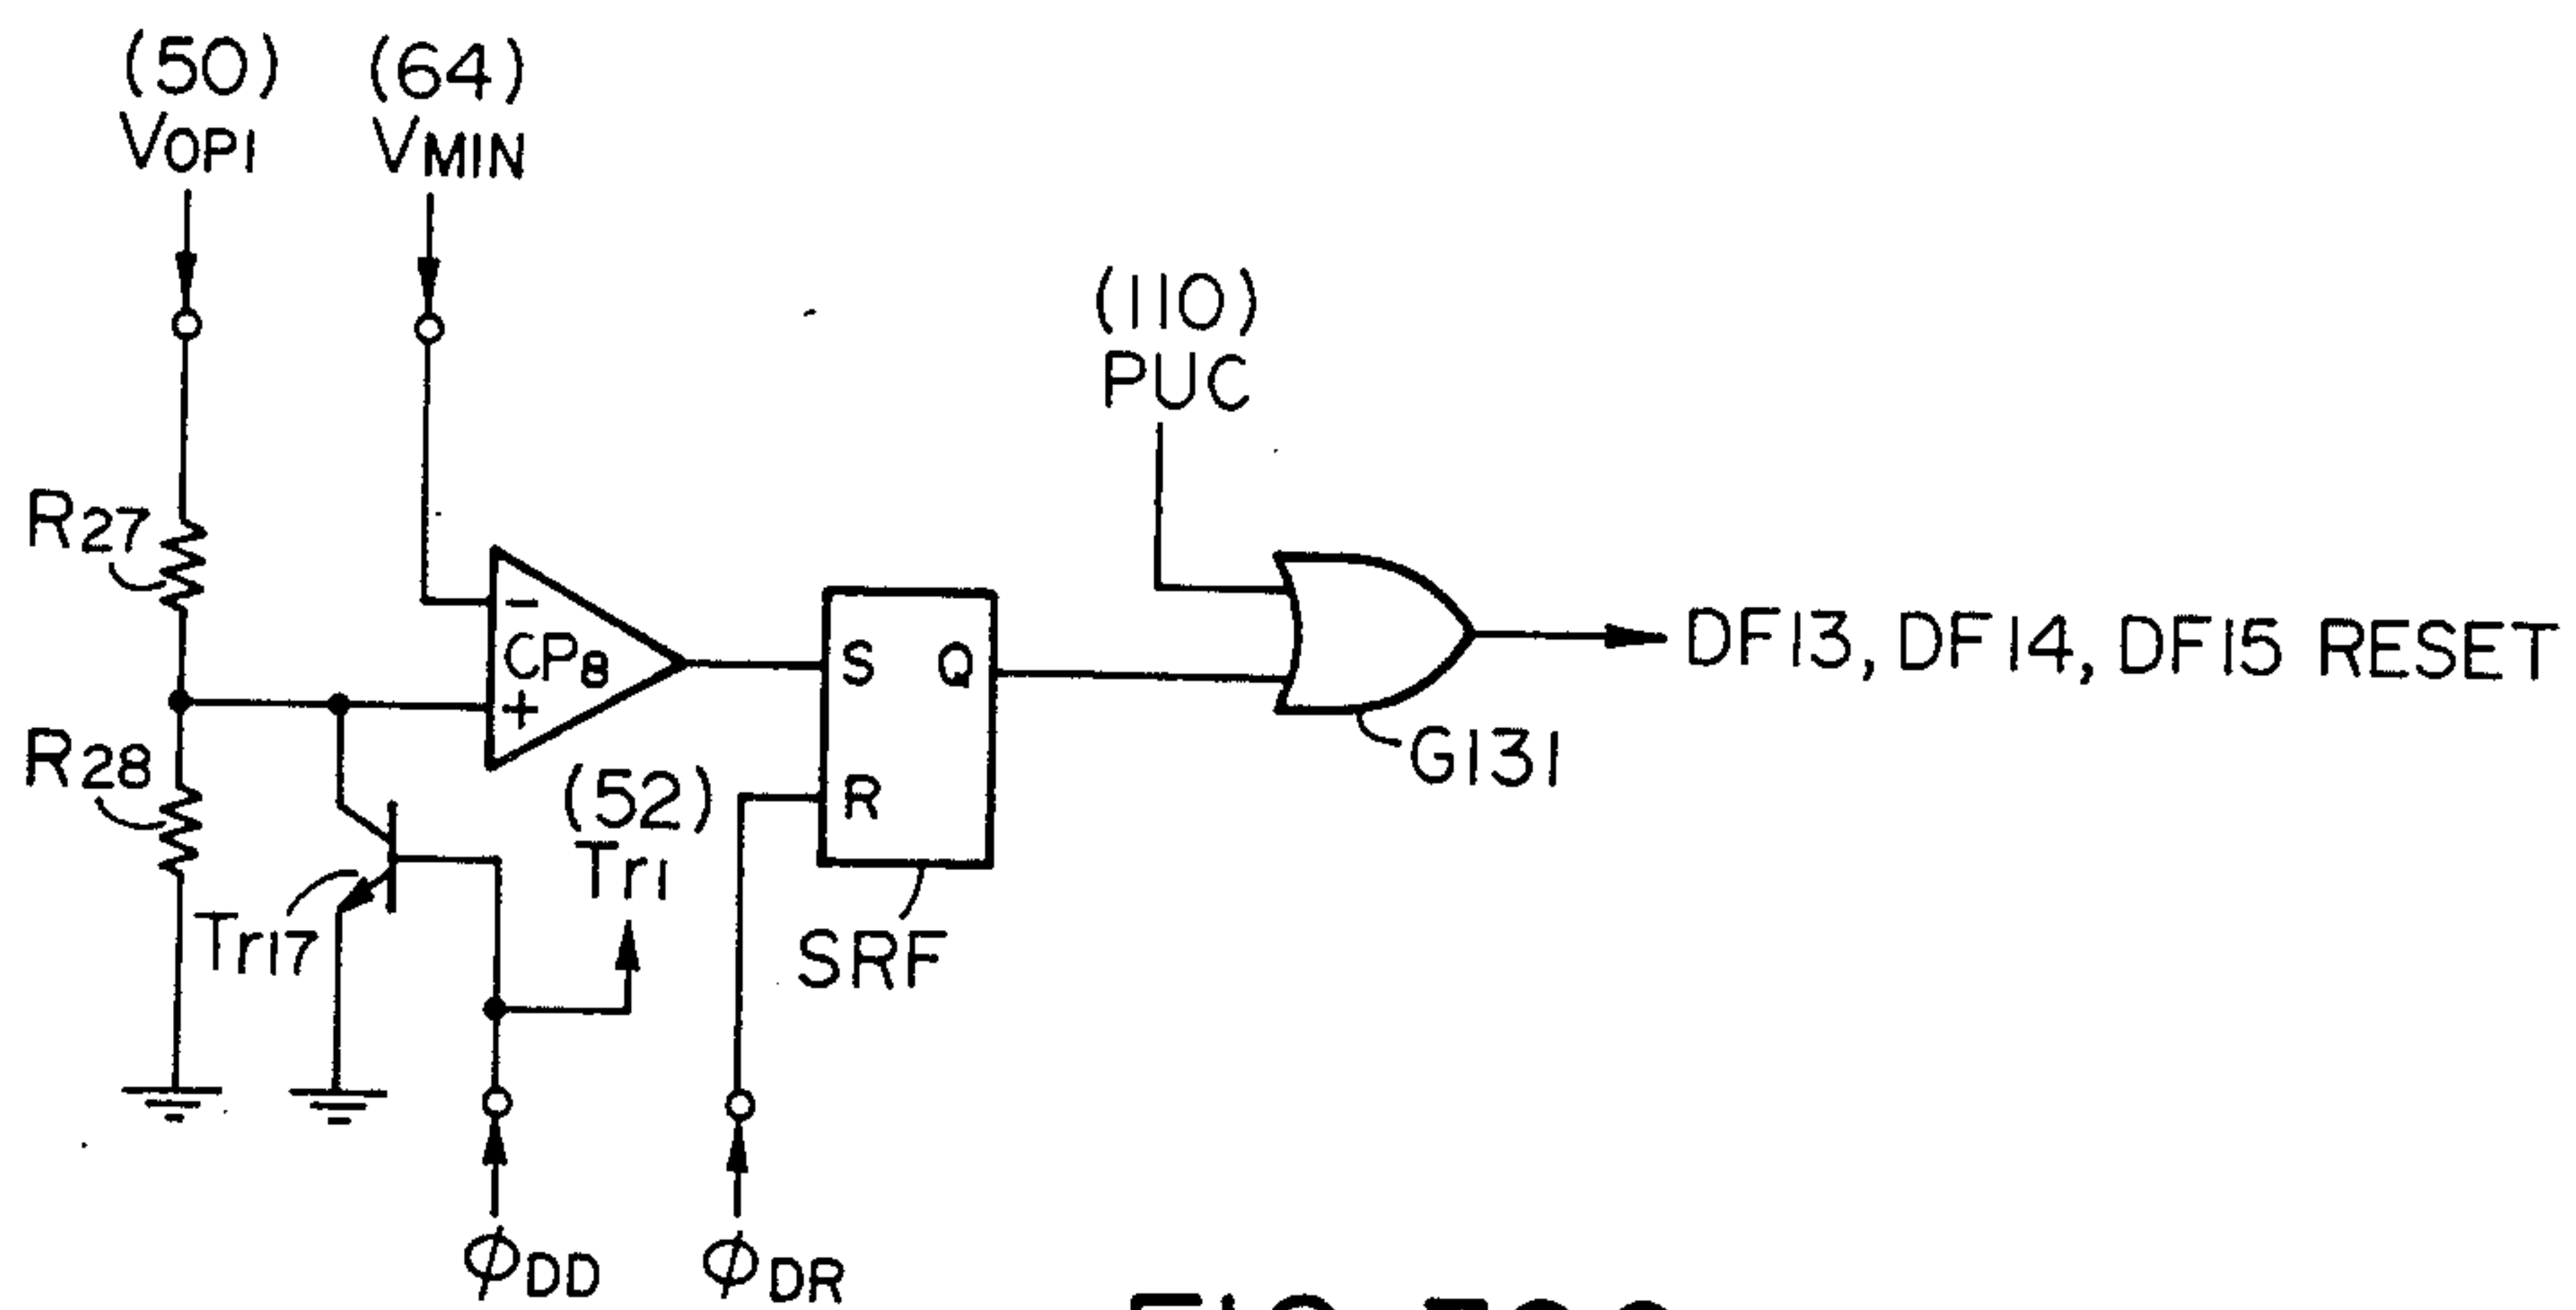 (50) (64)
VOP1 VMIN
(110)
PUC
R27
- CP8 +
S Q
R
DF13, DF14, DF15 RESET
G131
R28
(52)
Tr1
Tr17
SRF
φDD φDR